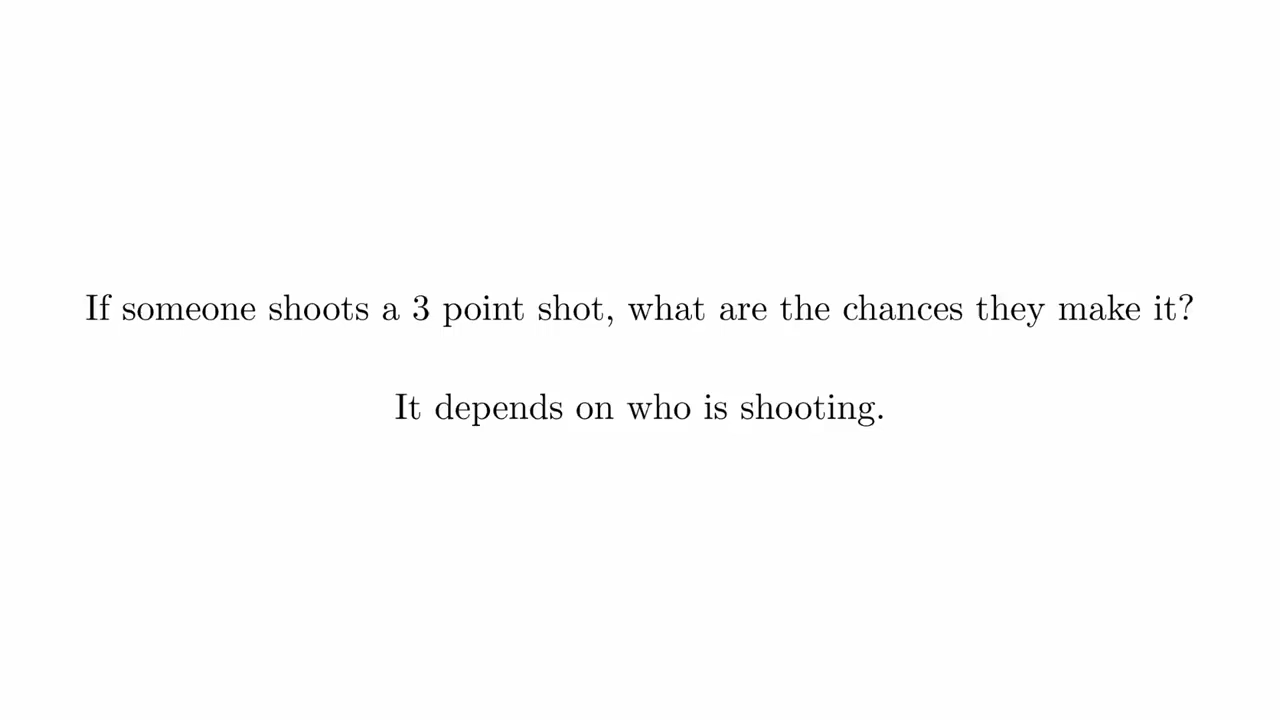 If someone shoots a 3 point shot, what are the chances they make it?
It depends on who is shooting.